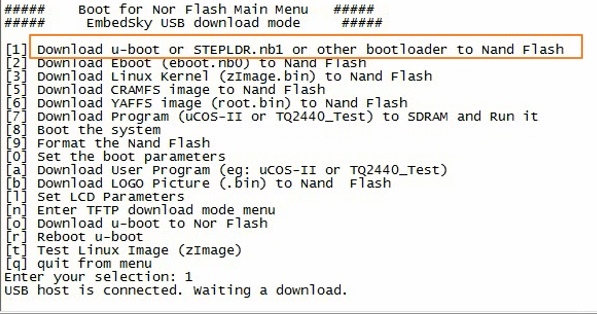 #####   Boot for Nor Flash Main Menu   #####
#####    EmbedSky USB download mode     #####
[1] Download u-boot or STEPLDR.nb1 or other bootloader to Nand Flash
[2] Download Eboot (eboot.nb0) to Nand Flash
[3] Download Linux Kernel (zImage.bin) to Nand Flash
[5] Download CRAMFS image to Nand Flash
[6] Download YAFFS image (root.bin) to Nand Flash
[7] Download Program (uCOS-II or TQ2440_Test) to SDRAM and Run it
[8] Boot the system
[9] Format the Nand Flash
[0] Set the boot parameters
[a] Download User Program (eg: uCOS-II or TQ2440_Test)
[b] Download LOGO Picture (.bin) to Nand  Flash
[l] Set LCD Parameters
[n] Enter TFTP download mode menu
[o] Download u-boot to Nor Flash
[r] Reboot u-boot
[t] Test Linux Image (zImage)
[q] quit from menu
Enter your selection: 1
USB host is connected. Waiting a download.